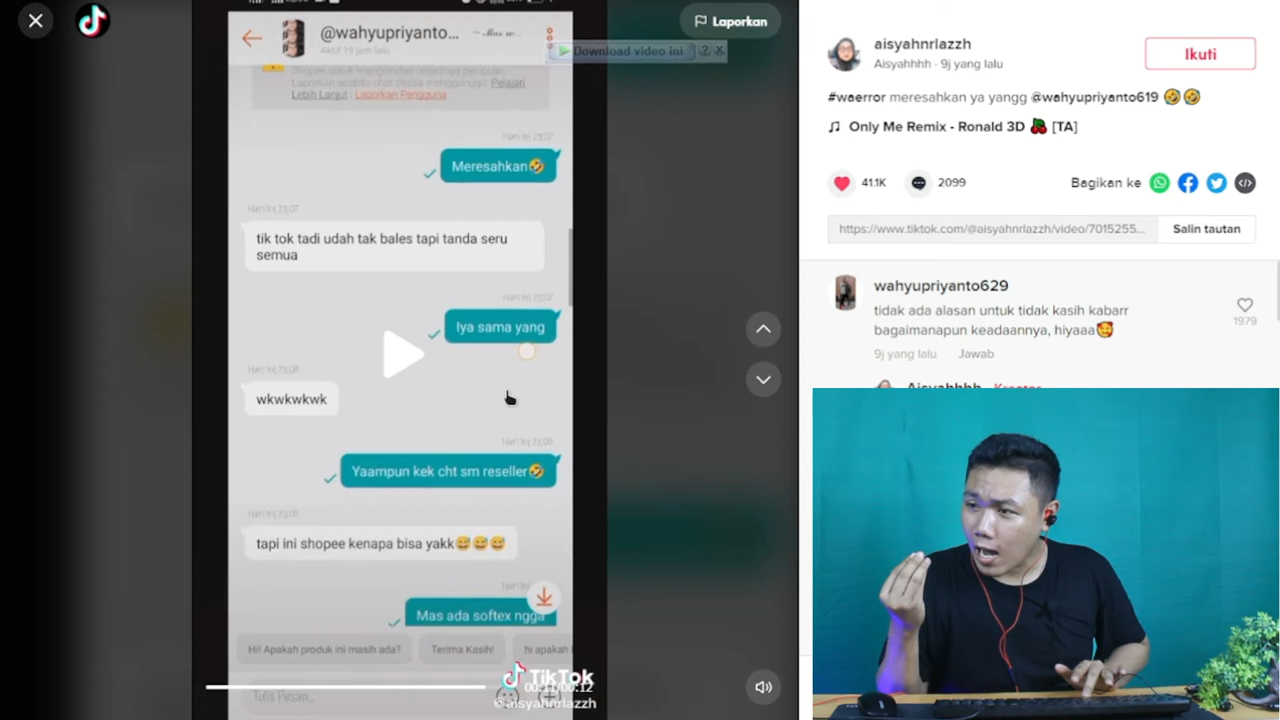 Laporkan
@wahyupriyanto...
~ Mas w...
Aktif 19 jam lalu
Download video ini
Shopee untuk menghindari terjadinya penipuan.
Laporkan apabila chat dirasa mengganggu. Pelajari
Lebih Lanjut | Laporkan Pengguna
Hari Ini 23:07
Meresahkan🤣
Hari Ini 23:07
tik tok tadi udah tak bales tapi tanda seru
semua
Hari Ini 23:07
Iya sama yang
Hari Ini 23:08
wkwkwkwk
Hari Ini 23:08
Yaampun kek cht sm reseller🤣
Hari Ini 23:08
tapi ini shopee kenapa bisa yakk😅😅😅
Hari Ini
Mas ada softex ngga
Hi! Apakah produk ini masih ada?
Terima Kasih!
hi apakah
TikTok
00:11/00:12
Tulis Pesan...
@aisyahnrlazzh
aisyahnrlazzh
Aisyahhhh · 9j yang lalu
Ikuti
#waerror meresahkan ya yangg @wahyupriyanto619 🤣🤣
♫ Only Me Remix - Ronald 3D 🍒 [TA]
41.1K
2099
Bagikan ke
https://www.tiktok.com/@aisyahnrlazzh/video/7015255...
Salin tautan
wahyupriyanto629
tidak ada alasan untuk tidak kasih kabarr
bagaimanapun keadaannya, hiyaaa🥰
1979
9j yang lalu
Jawab
Aisyahhhh · Kreator